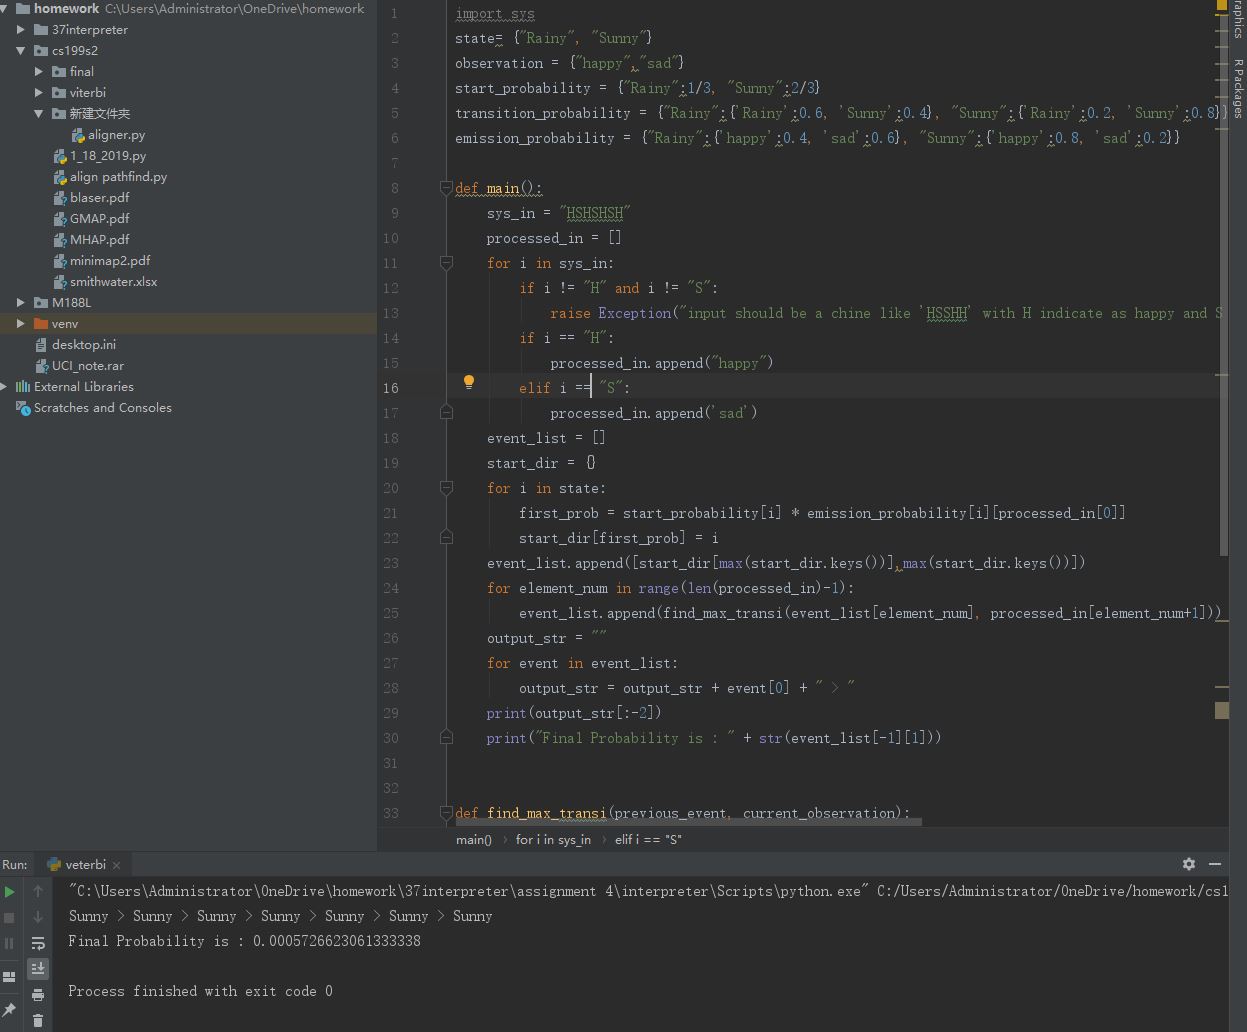 homework C:\Users\Administrator\OneDrive\homework
37interpreter
cs199s2
final
viterbi
新建文件夹
aligner.py
1_18_2019.py
align pathfind.py
blaser.pdf
GMAP.pdf
MHAP.pdf
minimap2.pdf
smithwater.xlsx
M188L
venv
desktop.ini
UCI_note.rar
External Libraries
Scratches and Consoles
1 import sys
2 state= {"Rainy", "Sunny"}
3 observation = {"happy","sad"}
4 start_probability = {"Rainy":1/3, "Sunny":2/3}
5 transition_probability = {"Rainy":{'Rainy':0.6, 'Sunny':0.4}, "Sunny":{'Rainy':0.2, 'Sunny':0.8}}
6 emission_probability = {"Rainy":{'happy':0.4, 'sad':0.6}, "Sunny":{'happy':0.8, 'sad':0.2}}
7
8 def main():
9 sys_in = "HSHSHSH"
10 processed_in = []
11 for i in sys_in:
12 if i != "H" and i != "S":
13 raise Exception("input should be a chine like 'HSSHH' with H indicate as happy and S
14 if i == "H":
15 processed_in.append("happy")
16 elif i == "S":
17 processed_in.append('sad')
18 event_list = []
19 start_dir = {}
20 for i in state:
21 first_prob = start_probability[i] * emission_probability[i][processed_in[0]]
22 start_dir[first_prob] = i
23 event_list.append([start_dir[max(start_dir.keys())],max(start_dir.keys())])
24 for element_num in range(len(processed_in)-1):
25 event_list.append(find_max_transi(event_list[element_num], processed_in[element_num+1]))
26 output_str = ""
27 for event in event_list:
28 output_str = output_str + event[0] + " > "
29 print(output_str[:-2])
30 print("Final Probability is : " + str(event_list[-1][1]))
31
32
33 def find_max_transi(previous_event, current_observation):
main() › for i in sys_in › elif i == "S"
raphics
R Packages
Run: veterbi ×
"C:\Users\Administrator\OneDrive\homework\37interpreter\assignment 4\interpreter\Scripts\python.exe" C:/Users/Administrator/OneDrive/homework/cs1
Sunny > Sunny > Sunny > Sunny > Sunny > Sunny > Sunny
Final Probability is : 0.0005726623061333338
Process finished with exit code 0